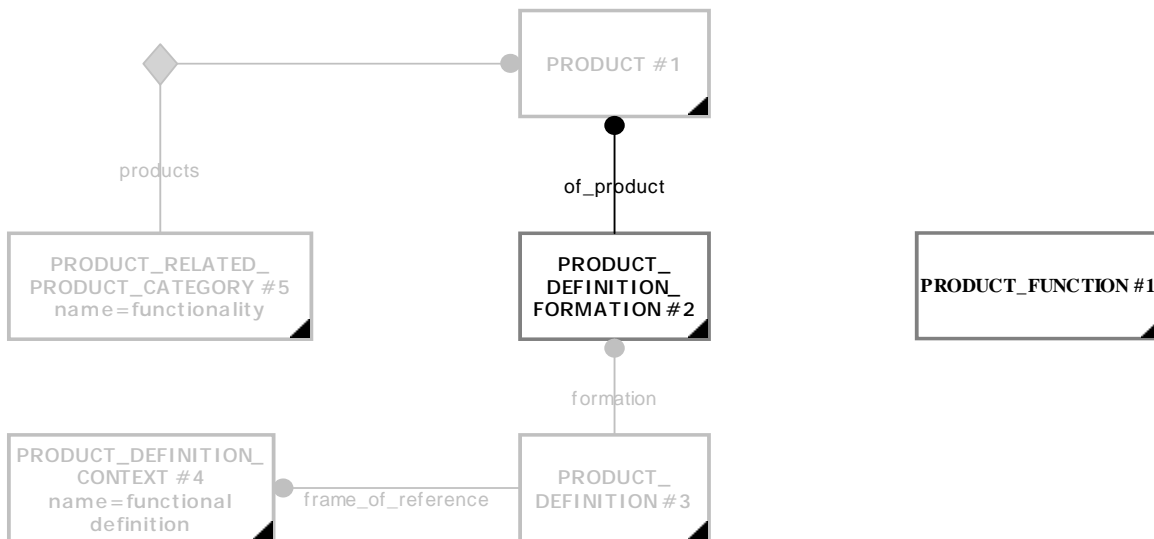 PRODUCT #1
products
of_product
PRODUCT_RELATED_
PRODUCT_CATEGORY #5
name=functionality
PRODUCT_
DEFINITION_
FORMATION #2
PRODUCT_FUNCTION #1
formation
PRODUCT_DEFINITION_
CONTEXT #4
name=functional
definition
frame_of_reference
PRODUCT_
DEFINITION #3